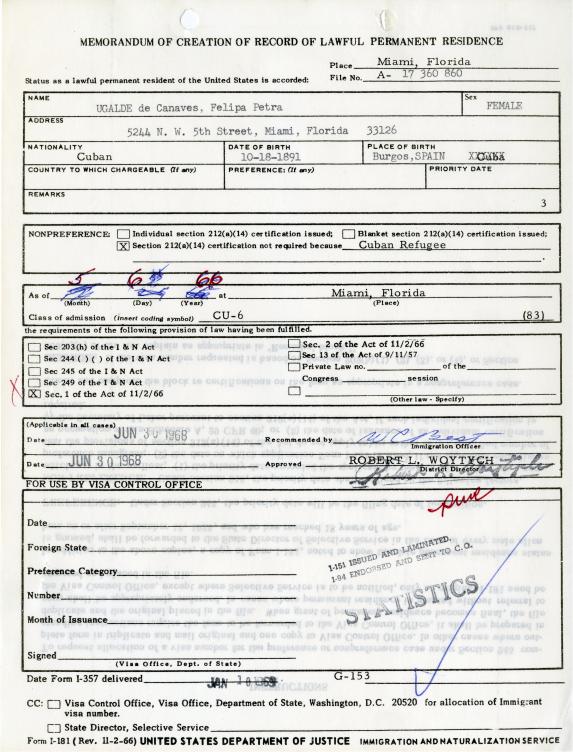 MEMORANDUM OF CREATION OF RECORD OF LAWFUL PERMANENT RESIDENCE
Place Miami, Florida
Status as a lawful permanent resident of the United States is accorded: File No. A- 17 360 860
NAME Sex
UGALDE de Canaves, Felipa Petra FEMALE
ADDRESS
5244 N. W. 5th Street, Miami, Florida 33126
NATIONALITY DATE OF BIRTH PLACE OF BIRTH
Cuban 10-18-1891 Burgos, SPAIN Cuba
COUNTRY TO WHICH CHARGEABLE (If any) PREFERENCE: (If any) PRIORITY DATE
REMARKS
3
NONPREFERENCE: Individual section 212(a)(14) certification issued; Blanket section 212(a)(14) certification issued;
X Section 212(a)(14) certification not required because Cuban Refugee
5 6 66
As of at Miami, Florida
(Month) (Day) (Year) (Place)
Class of admission (insert coding symbol) CU-6 (83)
the requirements of the following provision of law having been fulfilled.
Sec 203(h) of the I & N Act Sec. 2 of the Act of 11/2/66
Sec 244 ( ) ( ) of the I & N Act Sec 13 of the Act of 9/11/57
Sec 245 of the I & N Act Private Law no. of the
Sec 249 of the I & N Act Congress session
X X Sec. 1 of the Act of 11/2/66 (Other law - Specify)
(Applicable in all cases)
Date JUN 30 1968 Recommended by
Immigration Officer
Date JUN 30 1968 Approved ROBERT L. WOYTYCH
District Director
FOR USE BY VISA CONTROL OFFICE
Date
Foreign State
I-151 ISSUED AND LAMINATED
I-94 ENDORSED AND SENT TO C.O.
Preference Category
Number
STATISTICS
Month of Issuance
Signed
(Visa Office, Dept. of State)
Date Form I-357 delivered JAN 1969 G-153
CC: Visa Control Office, Visa Office, Department of State, Washington, D.C. 20520 for allocation of Immigrant
visa number.
State Director, Selective Service
Form I-181 (Rev. 11-2-66) UNITED STATES DEPARTMENT OF JUSTICE IMMIGRATION AND NATURALIZATION SERVICE